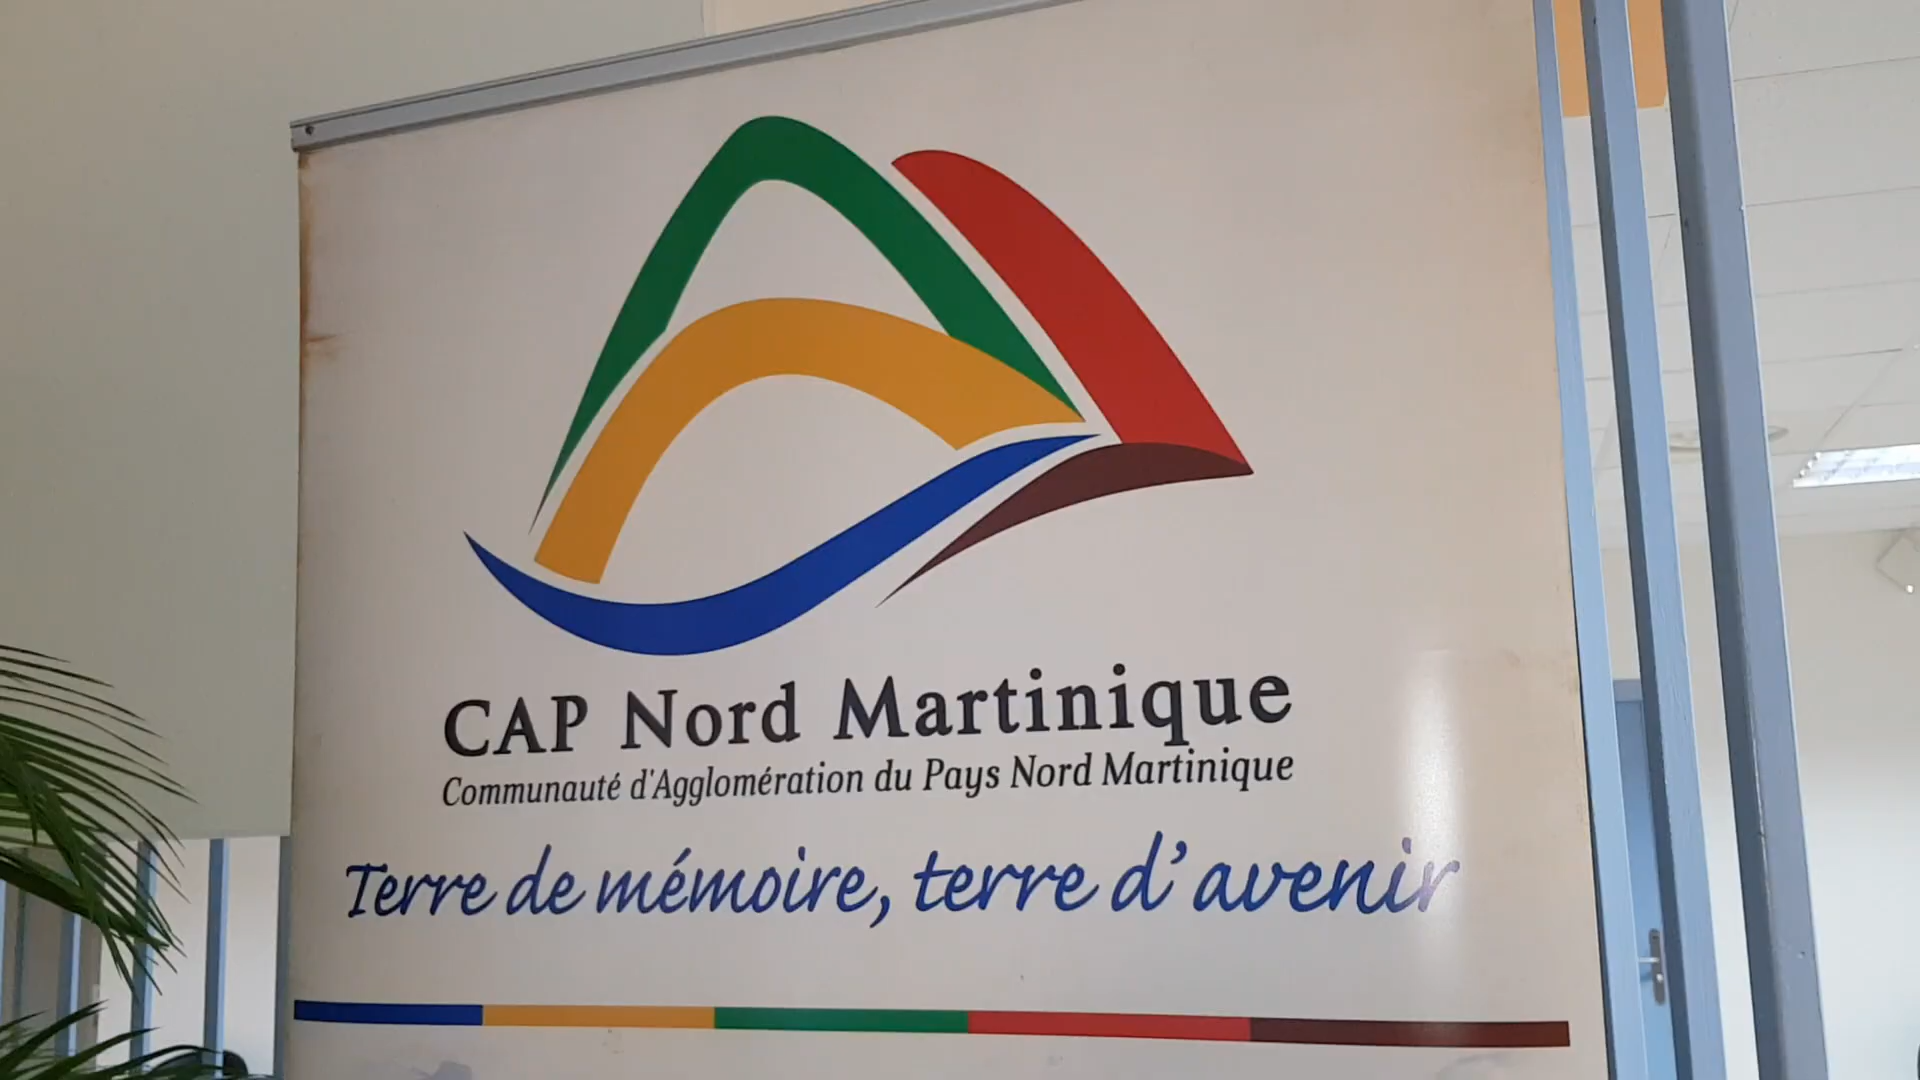 CAP Nord Martinique
Communauté d'Agglomération du Pays Nord Martinique
Terre de mémoire, terre d'avenir